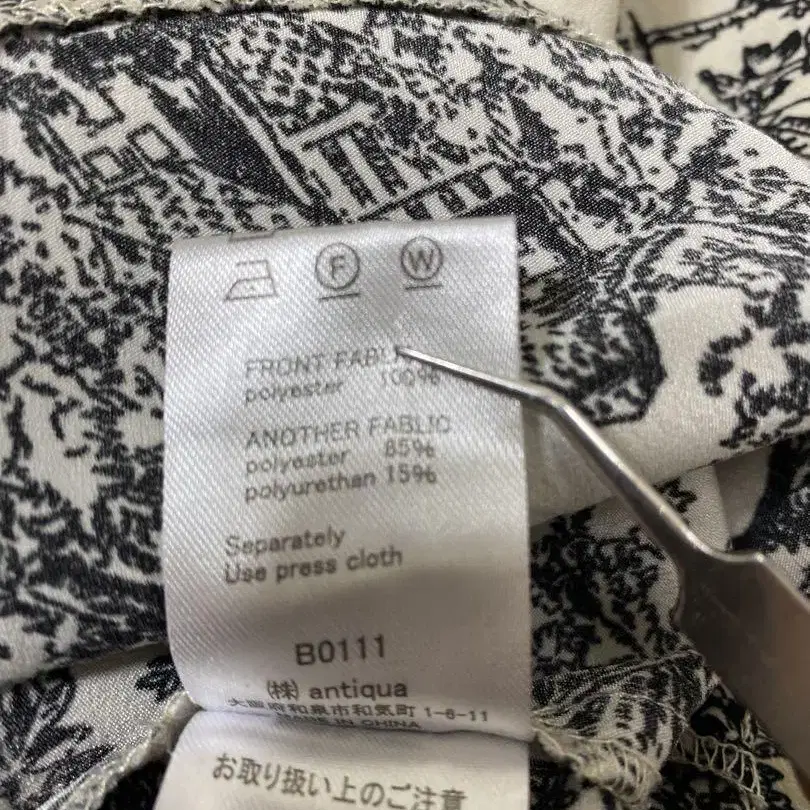 F W
FRONT FABLIC
polyester 100%
ANOTHER FABLIC
polyester 85%
polyurethan 15%
Separately
Use press cloth
B0111
㈱ antiqua
大阪府和泉市和気町 1-6-11
MADE IN CHINA
お取り扱い上のご注意